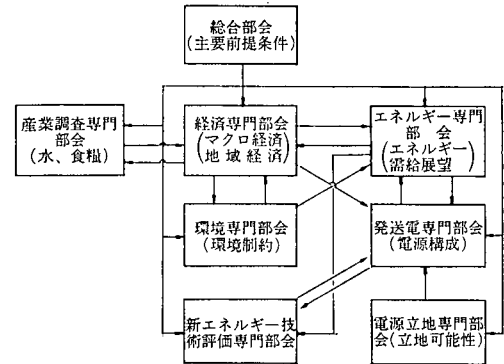 総合部会
(主要前提条件)
産業調査専門
部会
(水、食糧)
経済専門部会
(マクロ経済
地域経済)
エネルギー専門
部会
(エネルギー
需給展望)
環境専門部会
(環境制約)
発送電専門部会
(電源構成)
新エネルギー技
術評価専門部会
電源立地専門部
会(立地可能性)